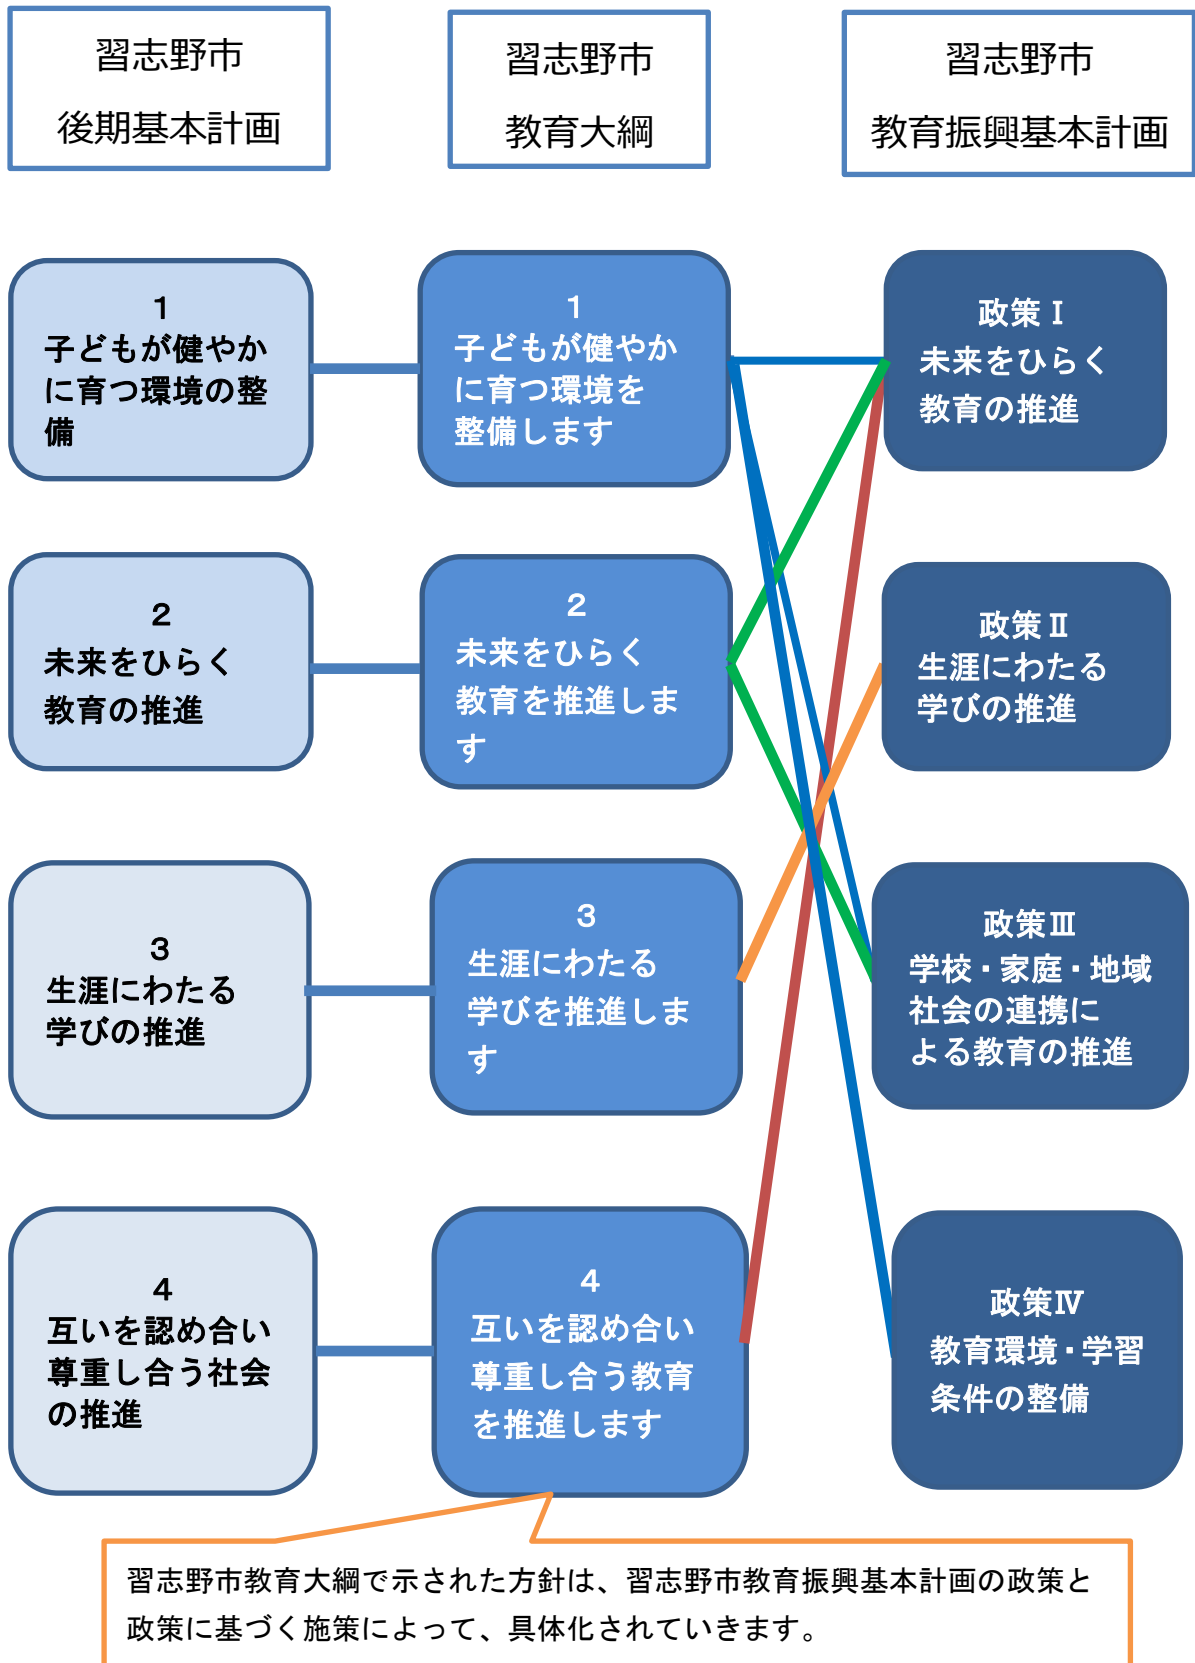 習志野市
後期基本計画
習志野市
教育大綱
習志野市
教育振興基本計画
1
子どもが健やか
に育つ環境の整
備
1
子どもが健やか
に育つ環境を
整備します
政策Ⅰ
未来をひらく
教育の推進
2
未来をひらく
教育の推進
2
未来をひらく
教育を推進しま
す
政策Ⅱ
生涯にわたる
学びの推進
3
生涯にわたる
学びの推進
3
生涯にわたる
学びを推進しま
す
政策Ⅲ
学校・家庭・地域
社会の連携に
よる教育の推進
4
互いを認め合い
尊重し合う社会
の推進
4
互いを認め合い
尊重し合う教育
を推進します
政策Ⅳ
教育環境・学習
条件の整備
習志野市教育大綱で示された方針は、習志野市教育振興基本計画の政策と
政策に基づく施策によって、具体化されていきます。